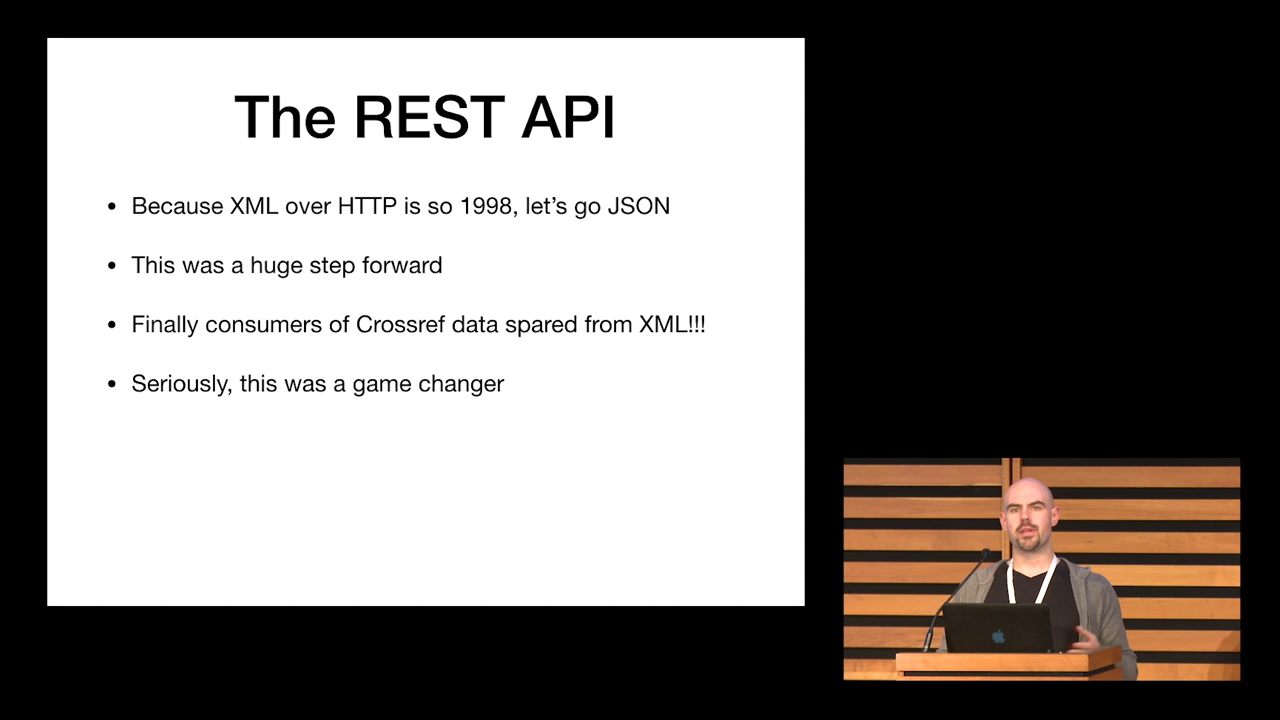 The REST API
• Because XML over HTTP is so 1998, let’s go JSON
• This was a huge step forward
• Finally consumers of Crossref data spared from XML!!!
• Seriously, this was a game changer